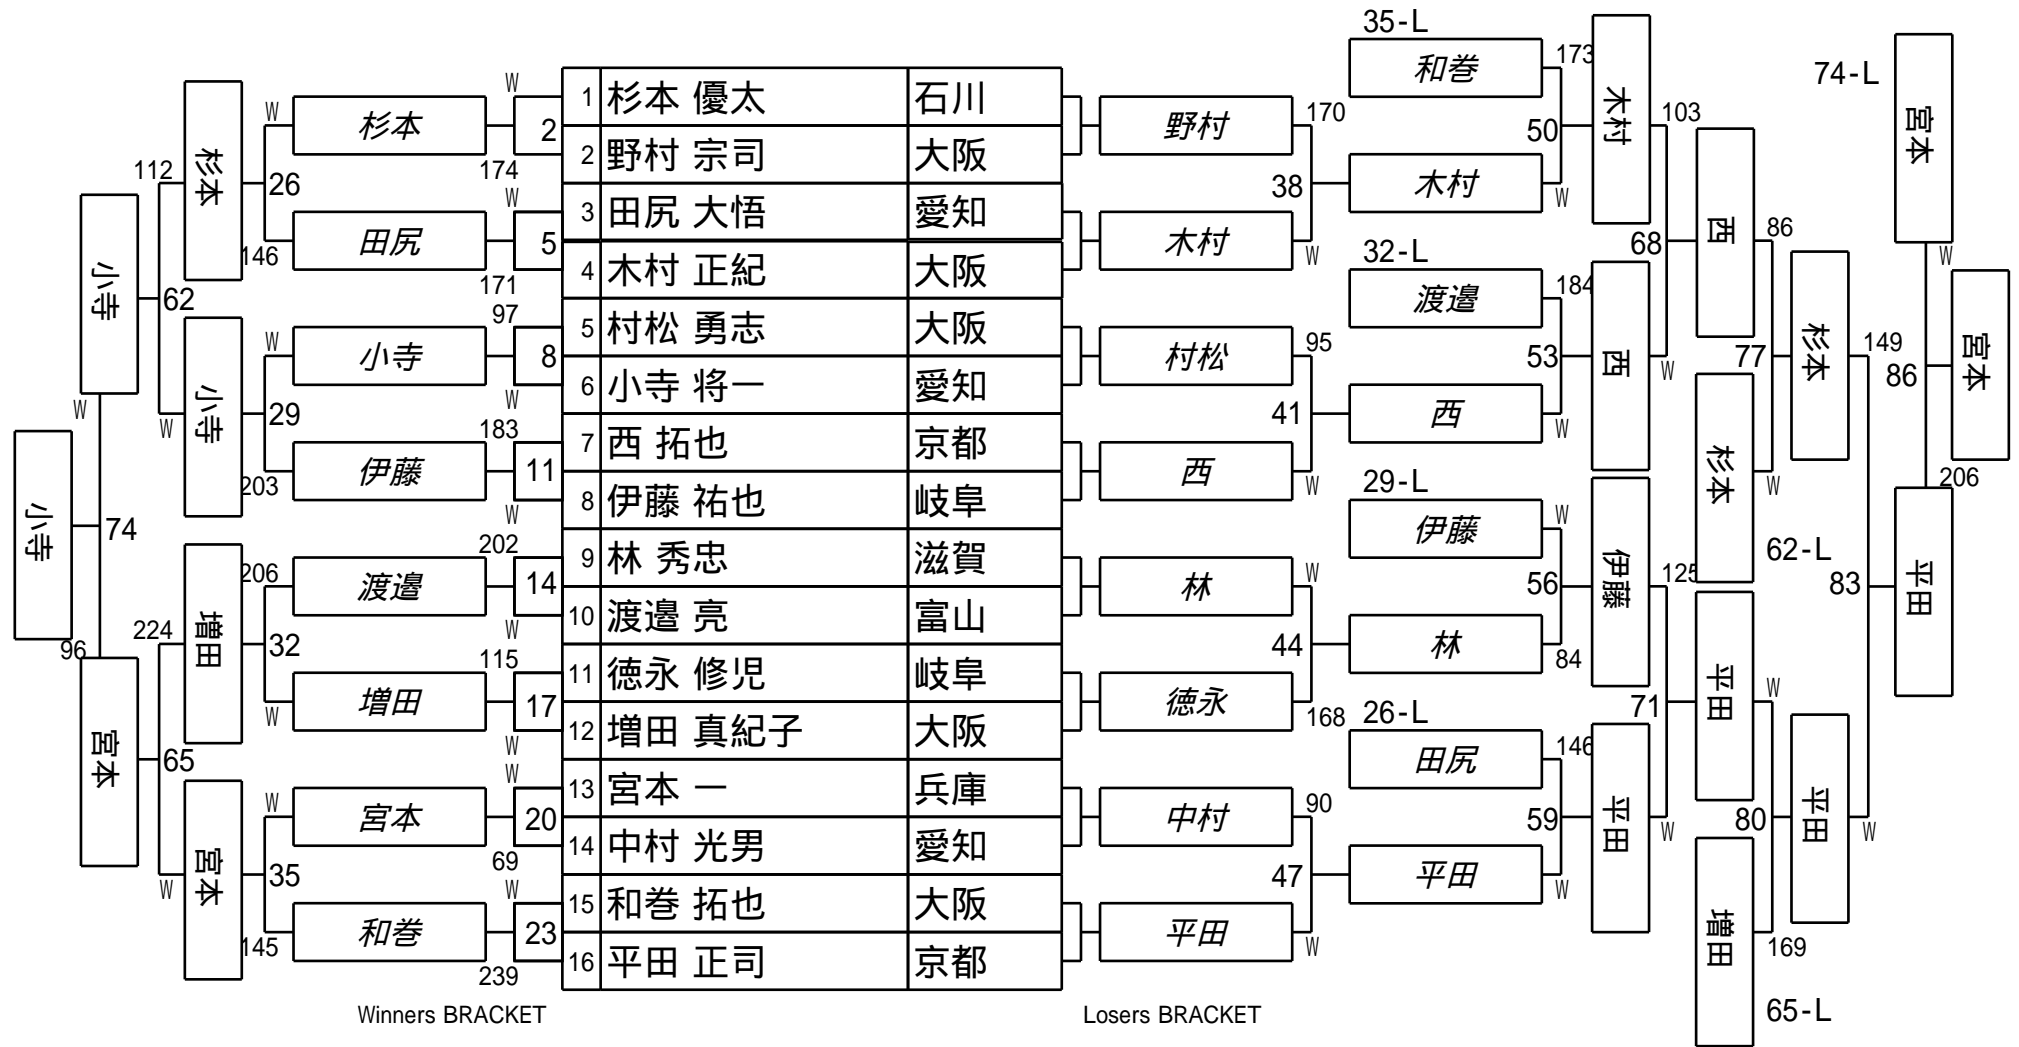 35-L
和巻
173
74-L
宮本
W
1 杉本 優太 石川
W
杉本
2
野村
170
木村
103
50
2 野村 宗司 大阪
112
杉本
174
26
38
木村
W
3 田尻 大悟 愛知
W
146
田尻
5
木村
W
西
86
68
W
4 木村 正紀 大阪
171
32-L
小寺
62
渡邉
184
杉本
宮本
5 村松 勇志 大阪
97
W
小寺
8
村松
95
53
西
W
77
149
86
6 小寺 将一 愛知
W
W
W
小寺
29
41
西
W
杉本
W
206
7 西 拓也 京都
183
203
伊藤
11
西
W
29-L
8 伊藤 祐也 岐阜
W
小寺
74
伊藤
W
62-L
9 林 秀忠 滋賀
202
206
渡邉
14
林
W
56
伊藤
125
83
平田
10 渡邉 亮 富山
W
96
224
増田
32
44
林
84
11 徳永 修児 岐阜
115
W
増田
17
徳永
168
26-L
71
平田
W
12 増田 真紀子 大阪
W
宮本
65
田尻
146
13 宮本 一 兵庫
W
W
宮本
20
中村
90
59
平田
W
80
平田
W
14 中村 光男 愛知
69
W
宮本
35
47
平田
W
15 和巻 拓也 大阪
W
145
和巻
23
平田
W
増田
169
16 平田 正司 京都
239
Winners BRACKET
Losers BRACKET
65-L